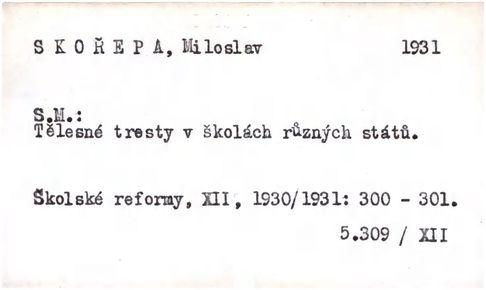 S K O Ř E P A, Miloslav 1931
S.M.:
Tělesné tresty v školách různých států.
Školské reformy, XII, 1930/1931: 300 - 301.
5.309 / XII